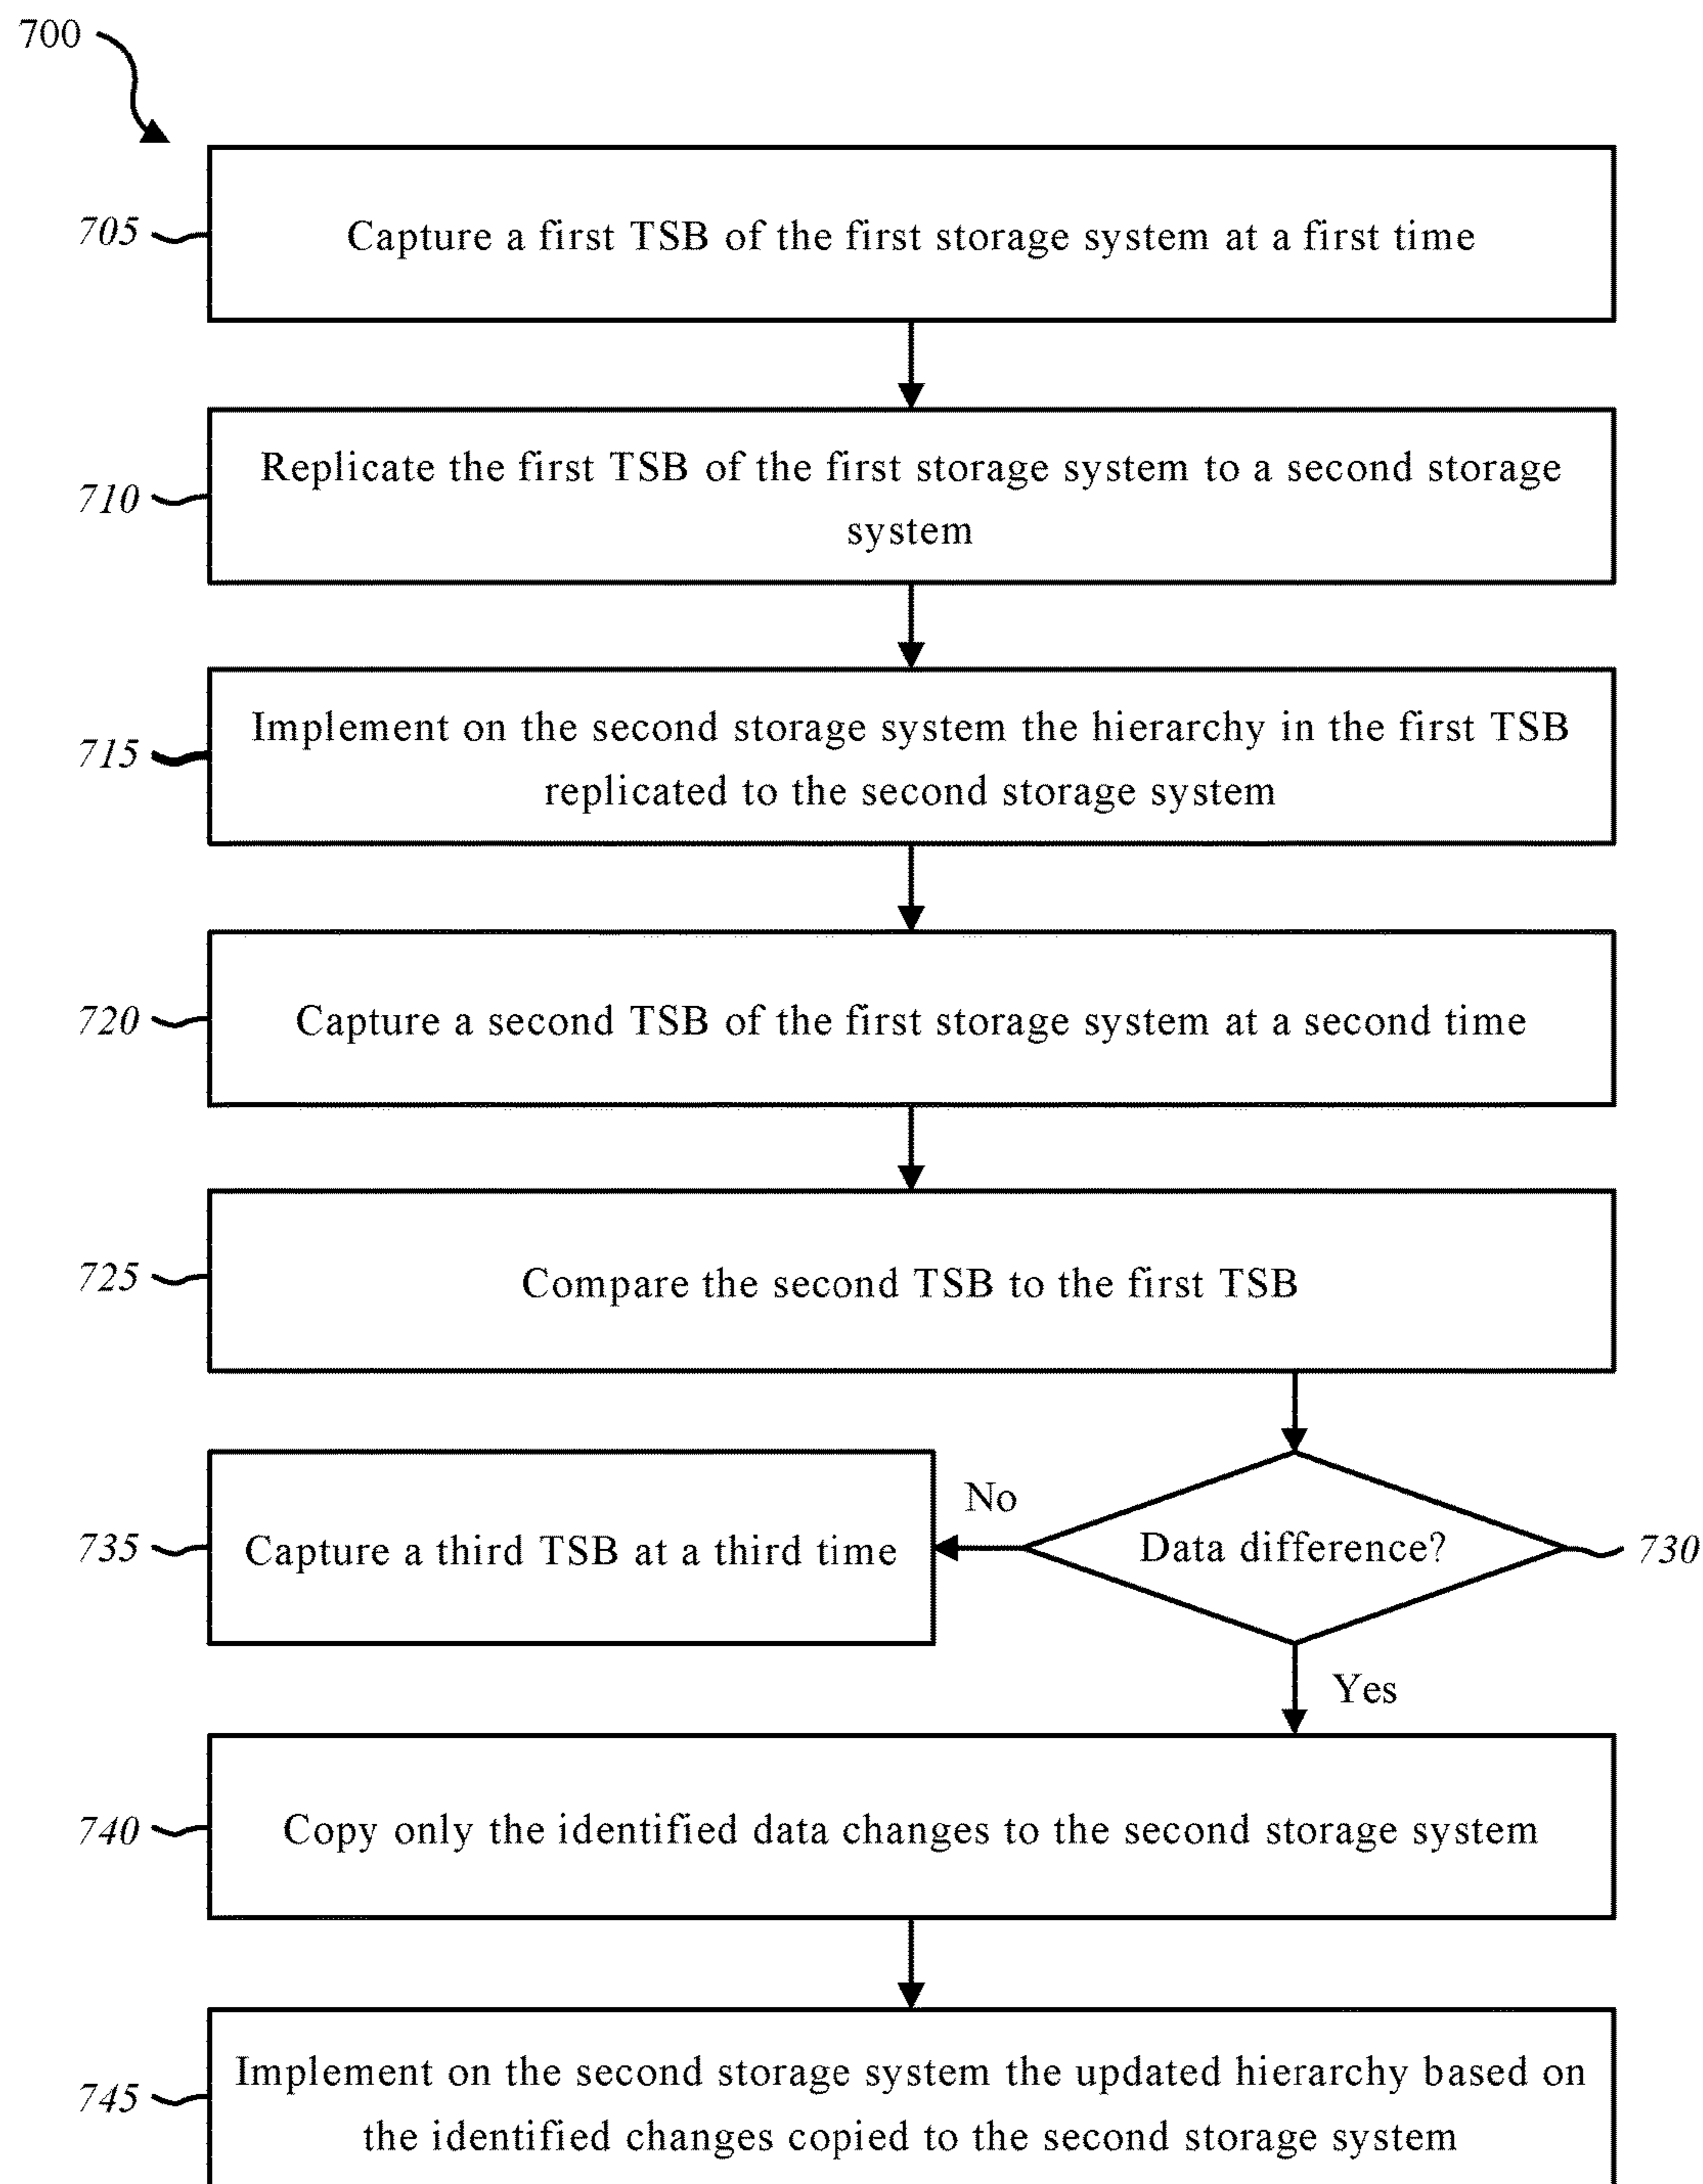 700
705
Capture a first TSB of the first storage system at a first time
710
Replicate the first TSB of the first storage system to a second storage
system
715
Implement on the second storage system the hierarchy in the first TSB
replicated to the second storage system
720
Capture a second TSB of the first storage system at a second time
725
Compare the second TSB to the first TSB
735
Capture a third TSB at a third time
No
Data difference?
730
Yes
740
Copy only the identified data changes to the second storage system
745
Implement on the second storage system the updated hierarchy based on
the identified changes copied to the second storage system